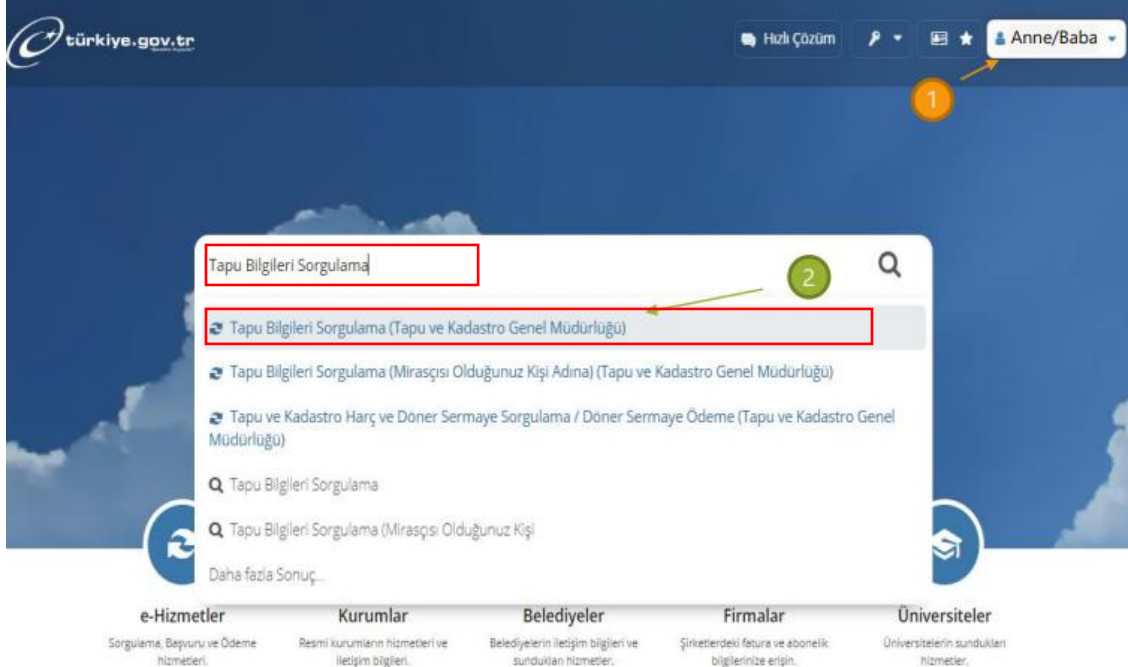 türkiye.gov.tr
Hızlı Çözüm
Anne/Baba
1
Tapu Bilgileri Sorgulama
2
Tapu Bilgileri Sorgulama (Tapu ve Kadastro Genel Müdürlüğü)
Tapu Bilgileri Sorgulama (Mirasçısı Olduğunuz Kişi Adına) (Tapu ve Kadastro Genel Müdürlüğü)
Tapu ve Kadastro Harç ve Döner Sermaye Sorgulama / Döner Sermaye Ödeme (Tapu ve Kadastro Genel
Müdürlüğü)
Tapu Bilgileri Sorgulama
Tapu Bilgileri Sorgulama (Mirasçısı Olduğunuz Kişi
Daha fazla Sonuç...
e-Hizmetler
Kurumlar
Belediyeler
Firmalar
Üniversiteler
Sorgulama, Başvuru ve Ödeme
hizmetleri.
Resmi kurumların hizmetleri ve
iletişim bilgileri.
Belediyelerin iletişim bilgileri ve
sundukları hizmetler.
Şirketlerdeki fatura ve abonelik
bilgilerinize erişin.
Üniversitelerin sundukları
hizmetler.